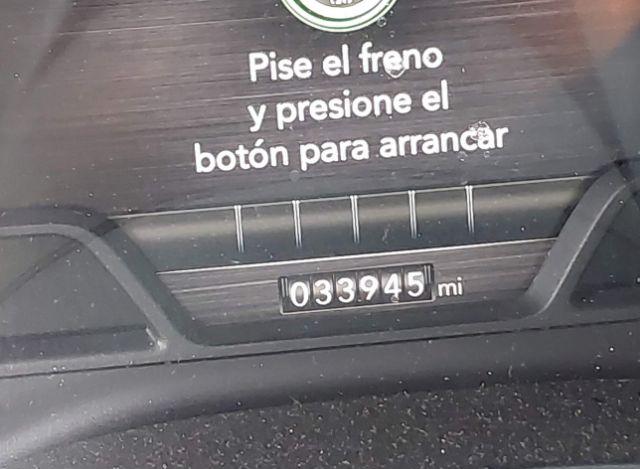 Pise el freno
y presione el
botón para arrancar
033945 mi